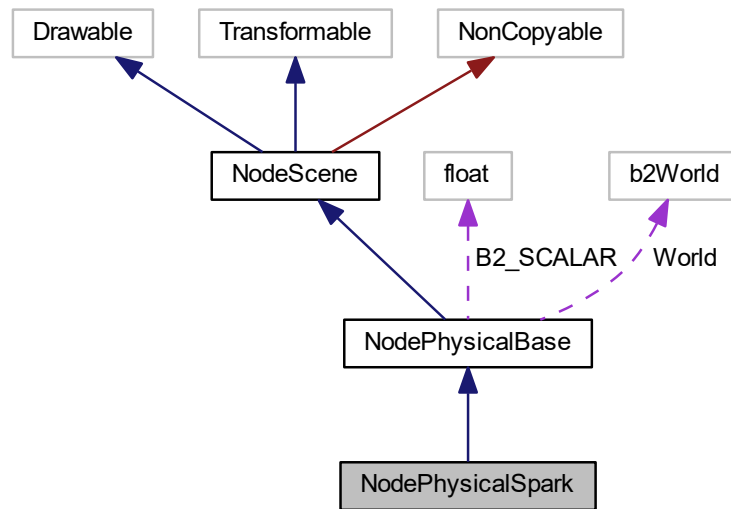 Drawable
Transformable
NonCopyable
NodeScene
float
b2World
B2_SCALAR
World
NodePhysicalBase
NodePhysicalSpark